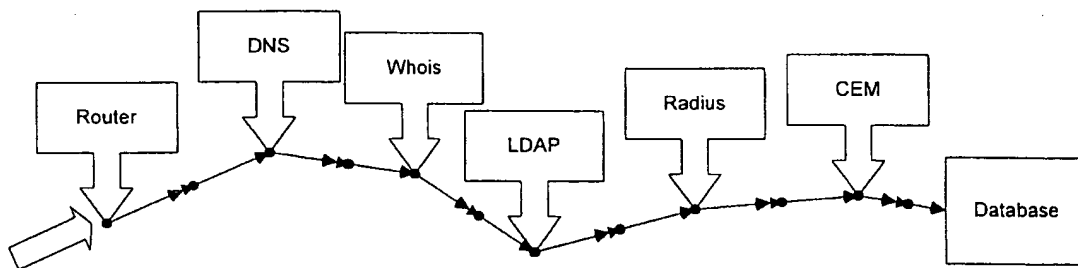 Router
DNS
Whois
LDAP
Radius
CEM
Database